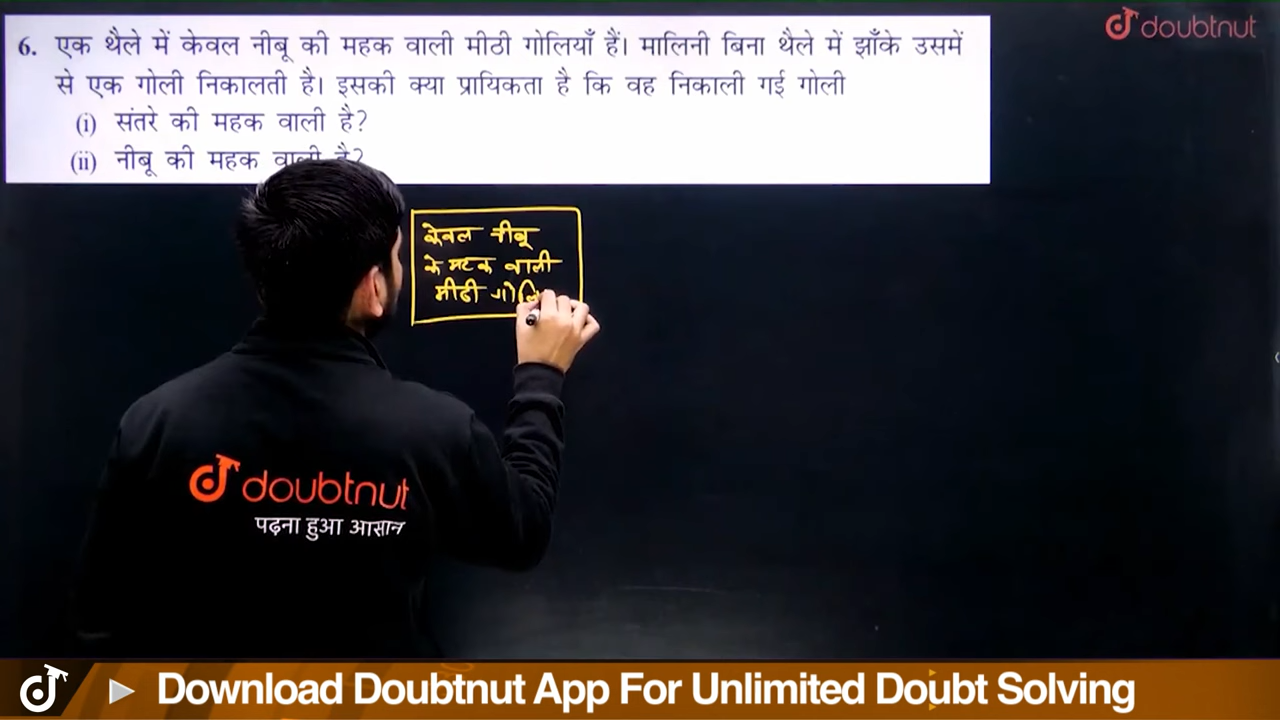 doubtnut
6. एक थैले में केवल नीबू की महक वाली मीठी गोलियाँ हैं। मालिनी बिना थैले में झाँके उसमें
से एक गोली निकालती है। इसकी क्या प्रायिकता है कि वह निकाली गई गोली
(i) संतरे की महक वाली है?
(ii) नीबू की महक वाली है?
केवल नीबू
के महक वाली
मीठी गोलि
doubtnut
पढ़ना हुआ आसान
Download Doubtnut App For Unlimited Doubt Solving